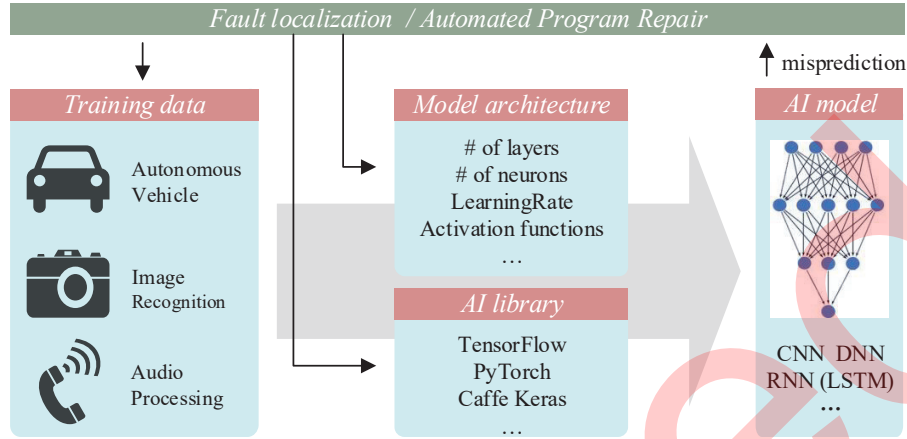 Fault localization / Automated Program Repair
misprediction
Training data
Autonomous
Vehicle
Image
Recognition
Audio
Processing
Model architecture
# of layers
# of neurons
LearningRate
Activation functions
…
AI library
TensorFlow
PyTorch
Caffe Keras
…
AI model
CNN DNN
RNN (LSTM)
…